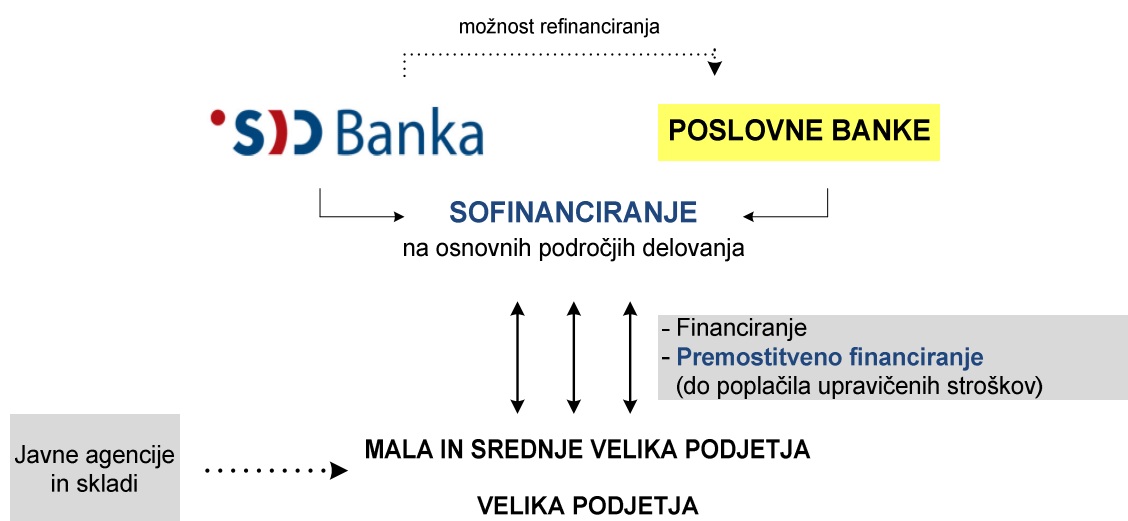 možnost refinanciranja
SID Banka
POSLOVNE BANKE
SOFINANCIRANJE
na osnovnih področjih delovanja
- Financiranje
- Premostitveno financiranje
(do poplačila upravičenih stroškov)
Javne agencije
in skladi
MALA IN SREDNJE VELIKA PODJETJA
VELIKA PODJETJA